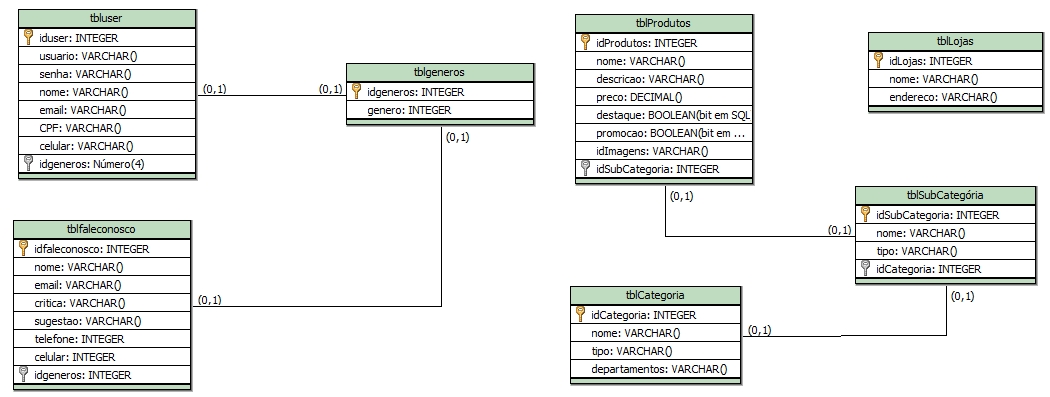 tbluser
iduser: INTEGER
usuario: VARCHAR()
senha: VARCHAR()
nome: VARCHAR()
email: VARCHAR()
CPF: VARCHAR()
celular: VARCHAR()
idgeneros: Número(4)
(0,1)
(0,1)
tblgeneros
idgeneros: INTEGER
genero: INTEGER
(0,1)
tblfaleconosco
idfaleconosco: INTEGER
nome: VARCHAR()
email: VARCHAR()
critica: VARCHAR()
sugestao: VARCHAR()
telefone: INTEGER
celular: INTEGER
idgeneros: INTEGER
(0,1)
tblProdutos
idProdutos: INTEGER
nome: VARCHAR()
descricao: VARCHAR()
preco: DECIMAL()
destaque: BOOLEAN(bit em SQL
promocao: BOOLEAN(bit em ...
idImagens: VARCHAR()
idSubCategoria: INTEGER
(0,1)
(0,1)
tblLojas
idLojas: INTEGER
nome: VARCHAR()
endereco: VARCHAR()
tblSubCategória
idSubCategoria: INTEGER
nome: VARCHAR()
tipo: VARCHAR()
idCategoria: INTEGER
(0,1)
tblCategoria
idCategoria: INTEGER
nome: VARCHAR()
tipo: VARCHAR()
departamentos: VARCHAR()
(0,1)